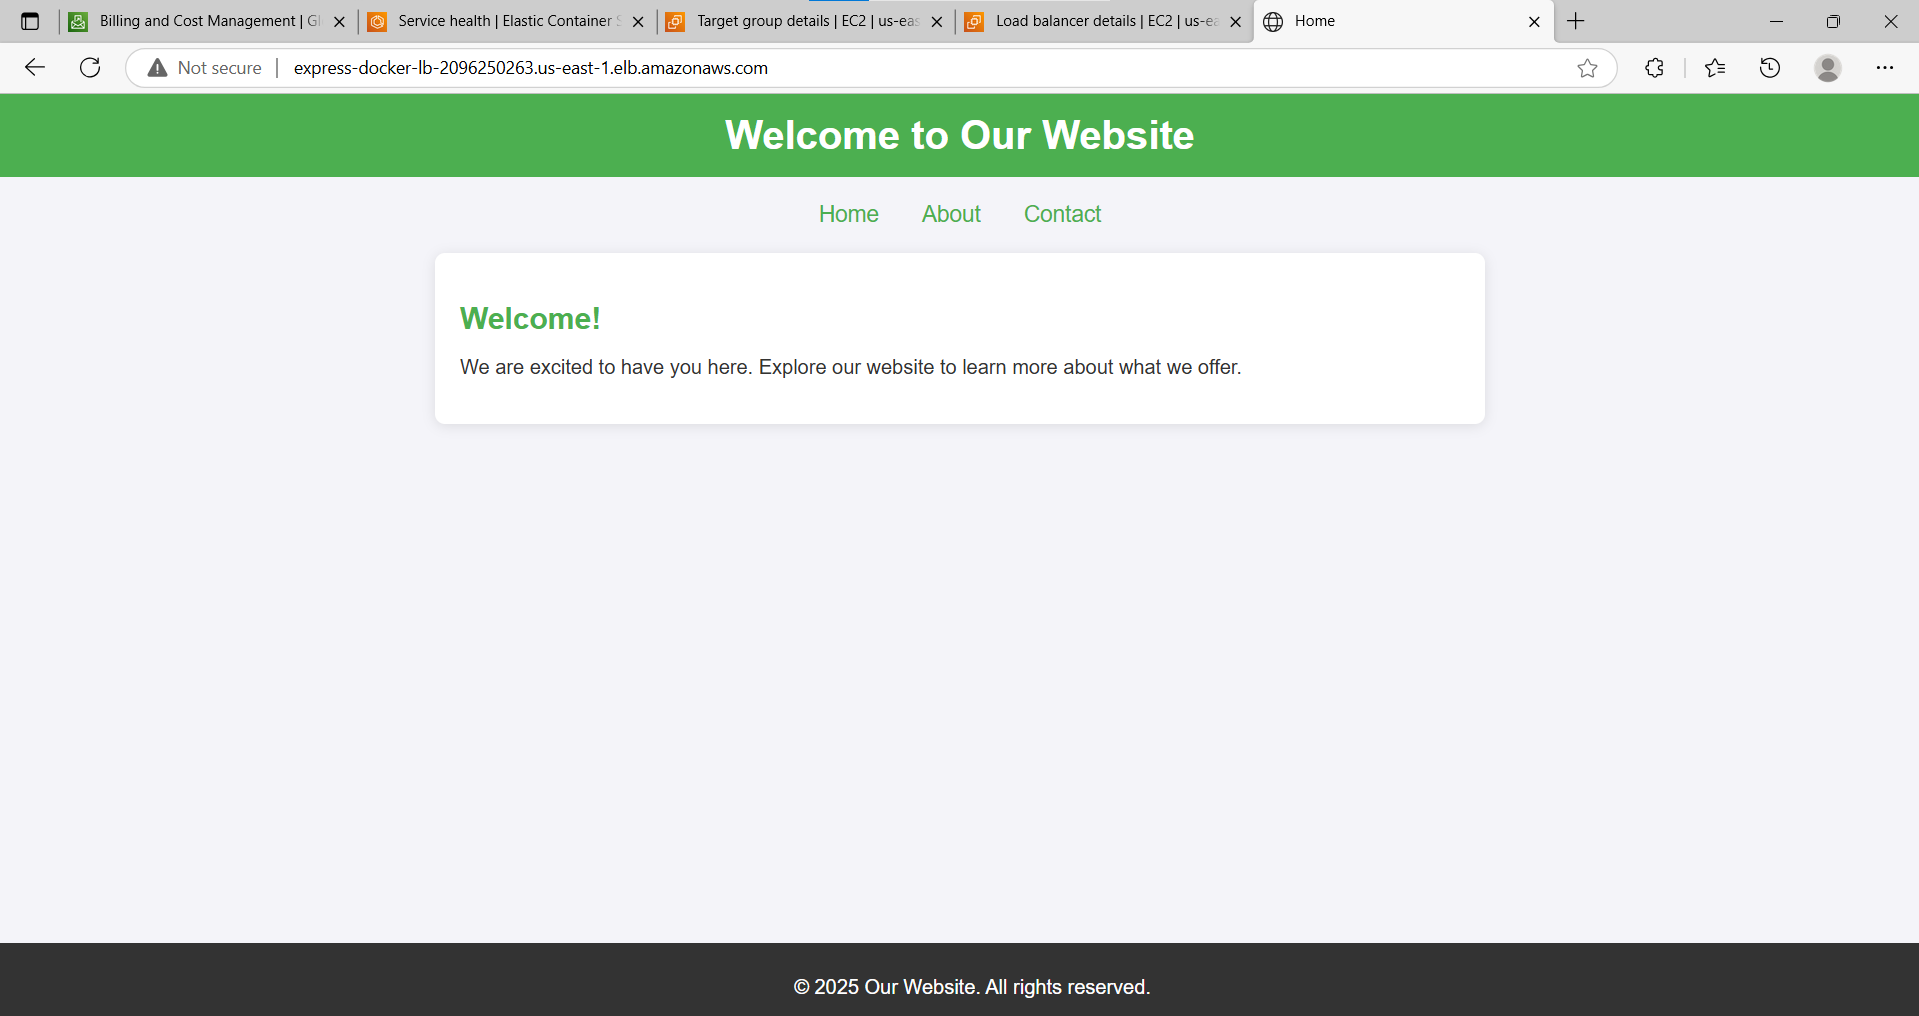 Billing and Cost Management | Gl
Service health | Elastic Container S
Target group details | EC2 | us-eas
Load balancer details | EC2 | us-ea
Home
Not secure
express-docker-lb-2096250263.us-east-1.elb.amazonaws.com
Welcome to Our Website
Home About Contact
Welcome!
We are excited to have you here. Explore our website to learn more about what we offer.
© 2025 Our Website. All rights reserved.